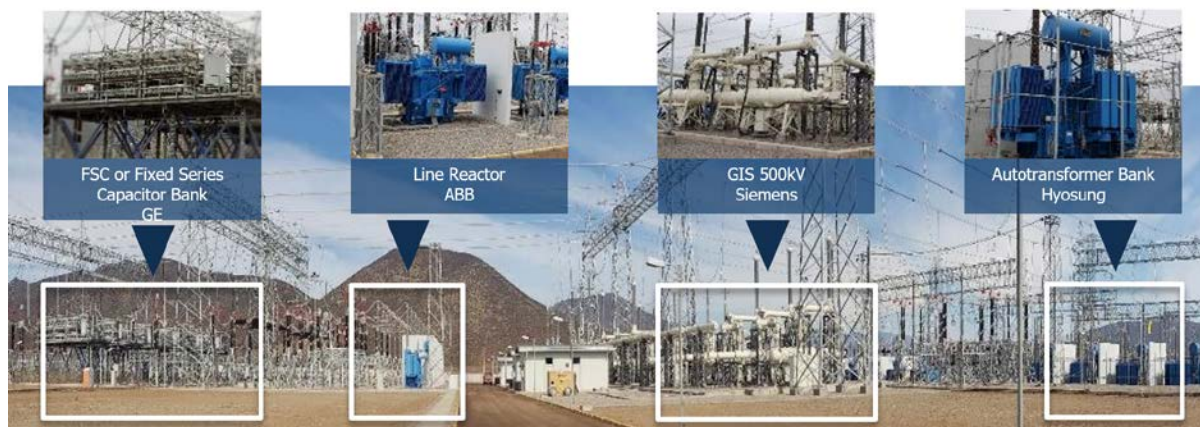 FSC or Fixed Series
Capacitor Bank
GE
Line Reactor
ABB
GIS 500kV
Siemens
Autotransformer Bank
Hyosung